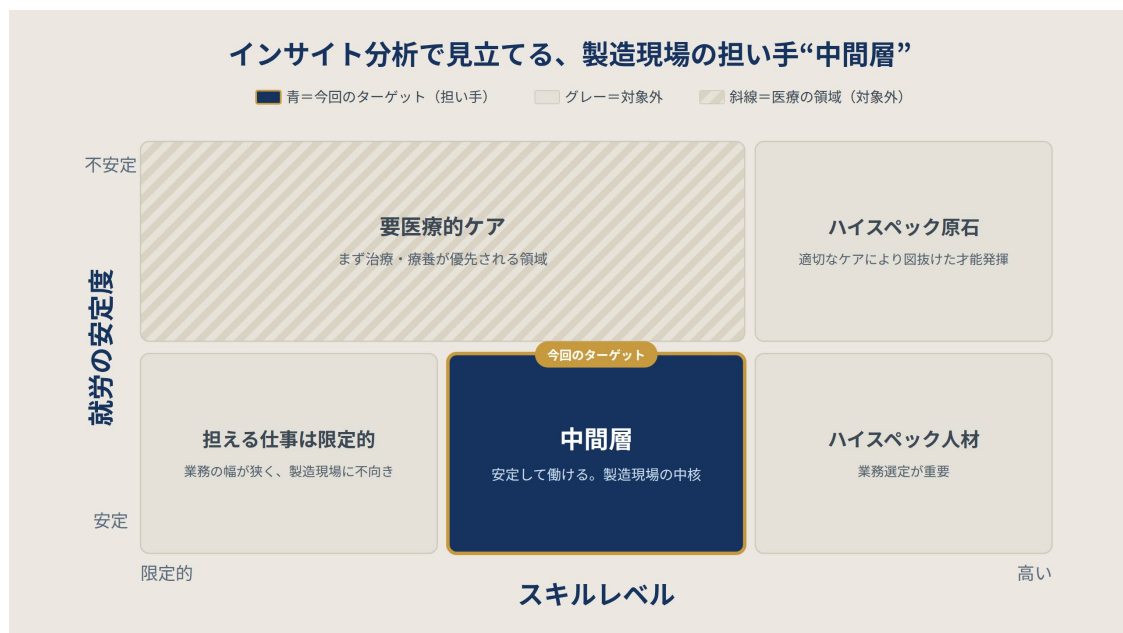 インサイト分析で見立てる、製造現場の担い手“中間層”
青＝今回のターゲット（担い手）
グレー＝対象外
斜線＝医療の領域（対象外）
不安定
要医療的ケア
まず治療・療養が優先される領域
ハイスペック原石
適切なケアにより図抜けた才能発揮
就労の安定度
今回のターゲット
担える仕事は限定的
業務の幅が狭く、製造現場に不向き
中間層
安定して働ける。製造現場の中核
ハイスペック人材
業務選定が重要
安定
限定的
高い
スキルレベル